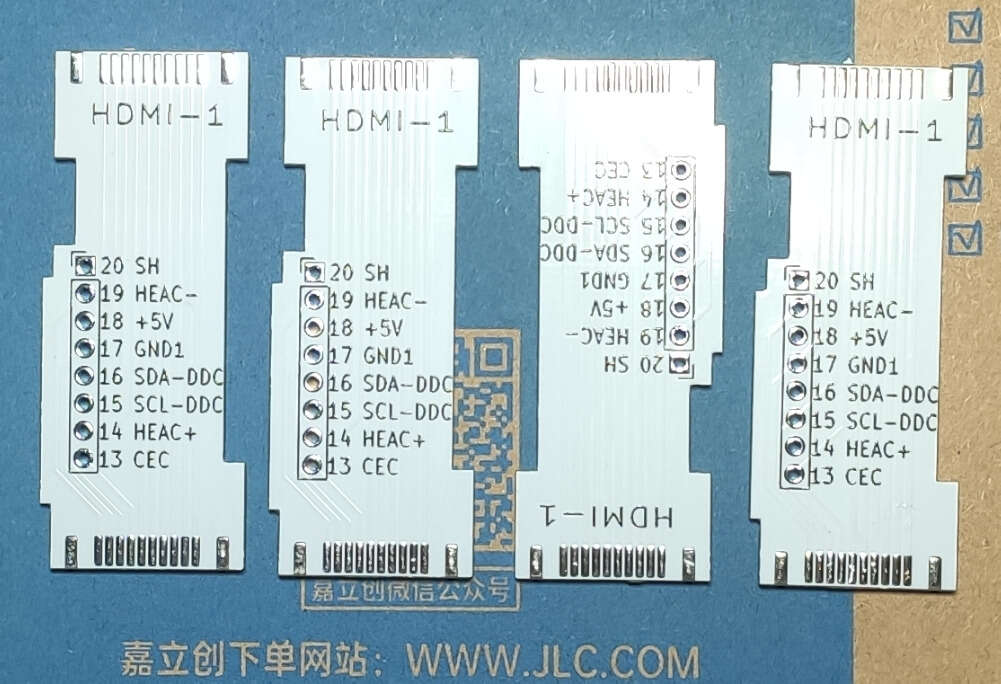 HDMI-1
20 SH
19 HEAC-
18 +5V
17 GND1
16 SDA-DDC
15 SCL-DDC
14 HEAC+
13 CEC
HDMI-1
20 SH
19 HEAC-
18 +5V
17 GND1
16 SDA-DDC
15 SCL-DDC
14 HEAC+
13 CEC
HDMI-1
20 SH
19 HEAC-
18 +5V
17 GND1
16 SDA-DDC
15 SCL-DDC
14 HEAC+
13 CEC
HDMI-1
20 SH
19 HEAC-
18 +5V
17 GND1
16 SDA-DDC
15 SCL-DDC
14 HEAC+
13 CEC
嘉立创微信公众号
嘉立创下单网站：WWW.JLC.COM